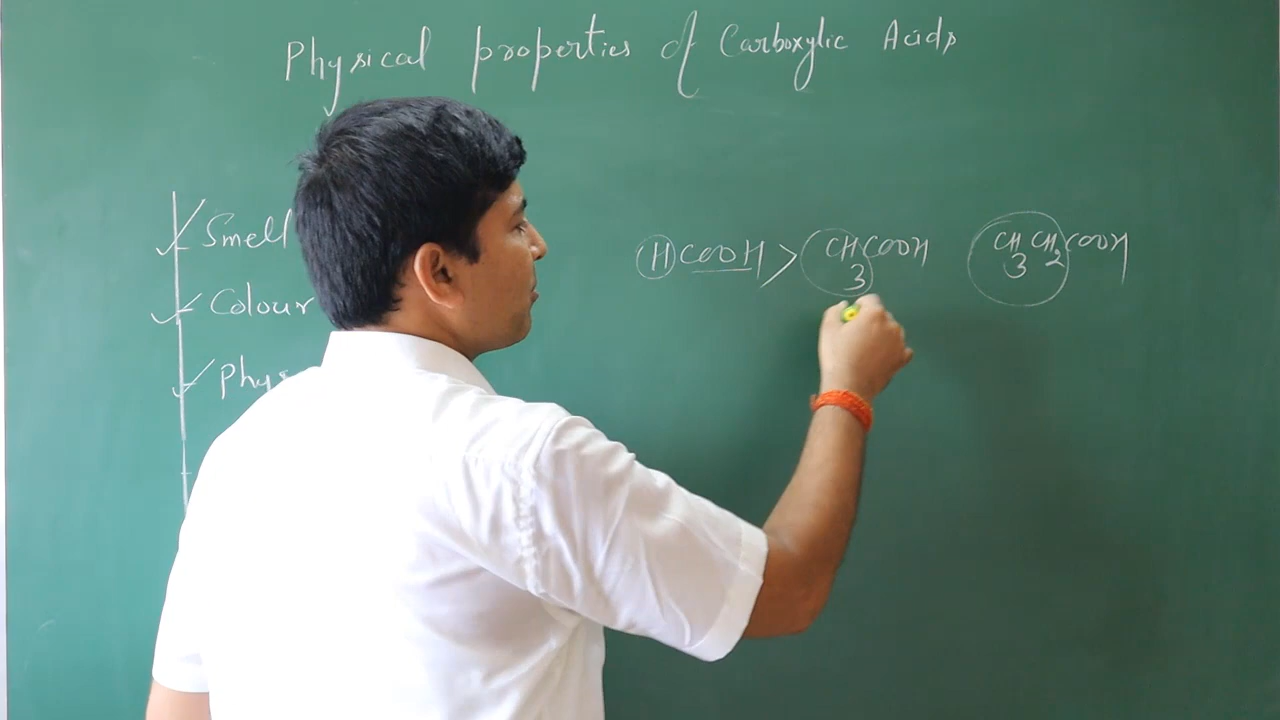 Physical properties of Carboxylic Acids
Smell
HCOOH > CH3COOH CH3CH2COOH
Colour